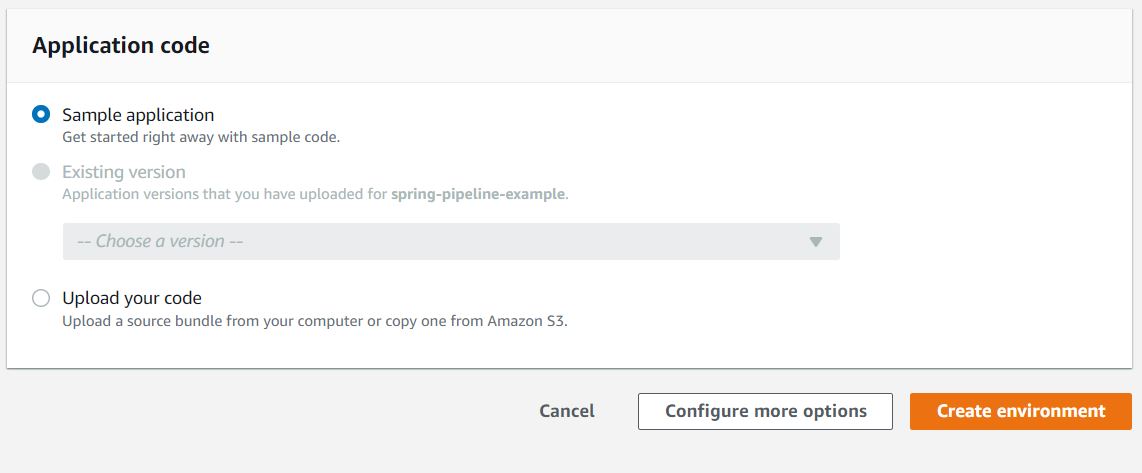 Application code
Sample application
Get started right away with sample code.
Existing version
Application versions that you have uploaded for spring-pipeline-example.
-- Choose a version --
Upload your code
Upload a source bundle from your computer or copy one from Amazon S3.
Cancel
Configure more options
Create environment